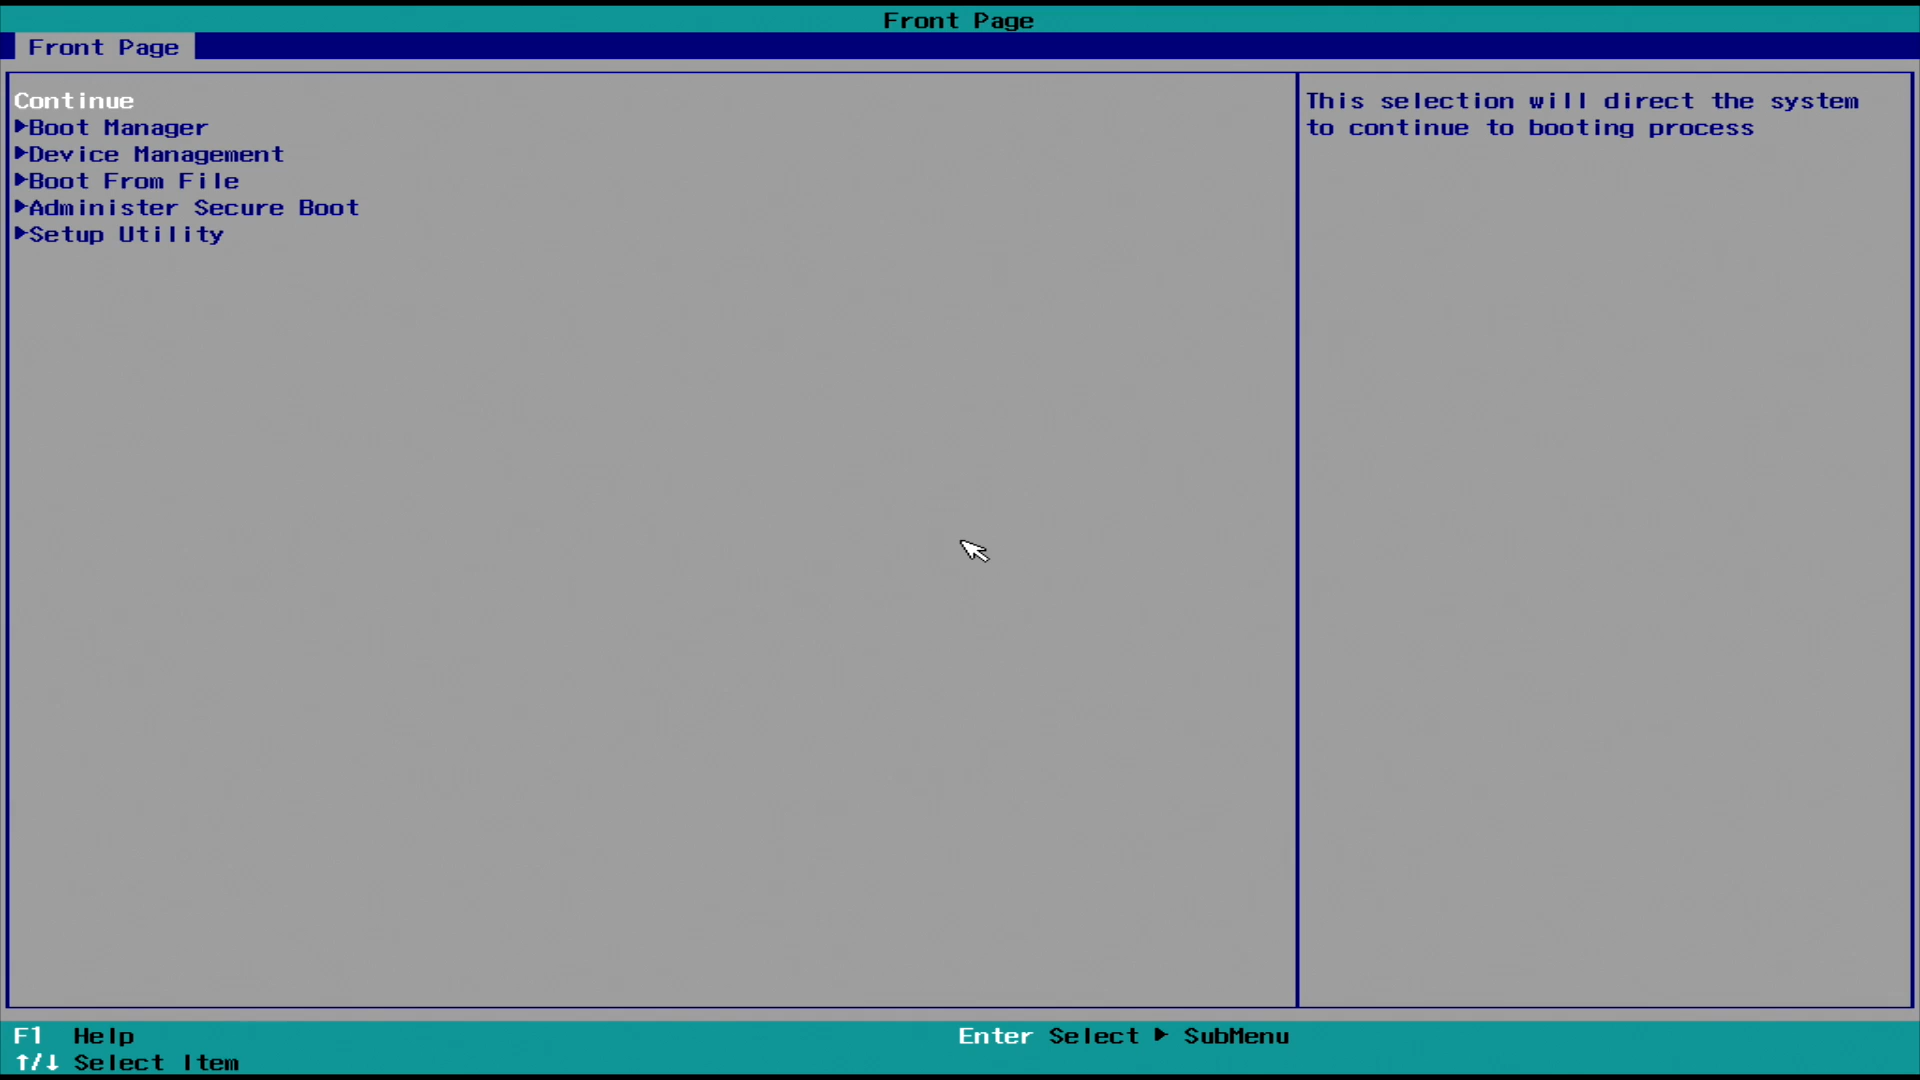 Front Page
Front Page
Continue
▶Boot Manager
▶Device Management
▶Boot From File
▶Administer Secure Boot
▶Setup Utility
This selection will direct the system
to continue to booting process
F1 Help
↑/↓ Select Item
Enter Select ▶ SubMenu